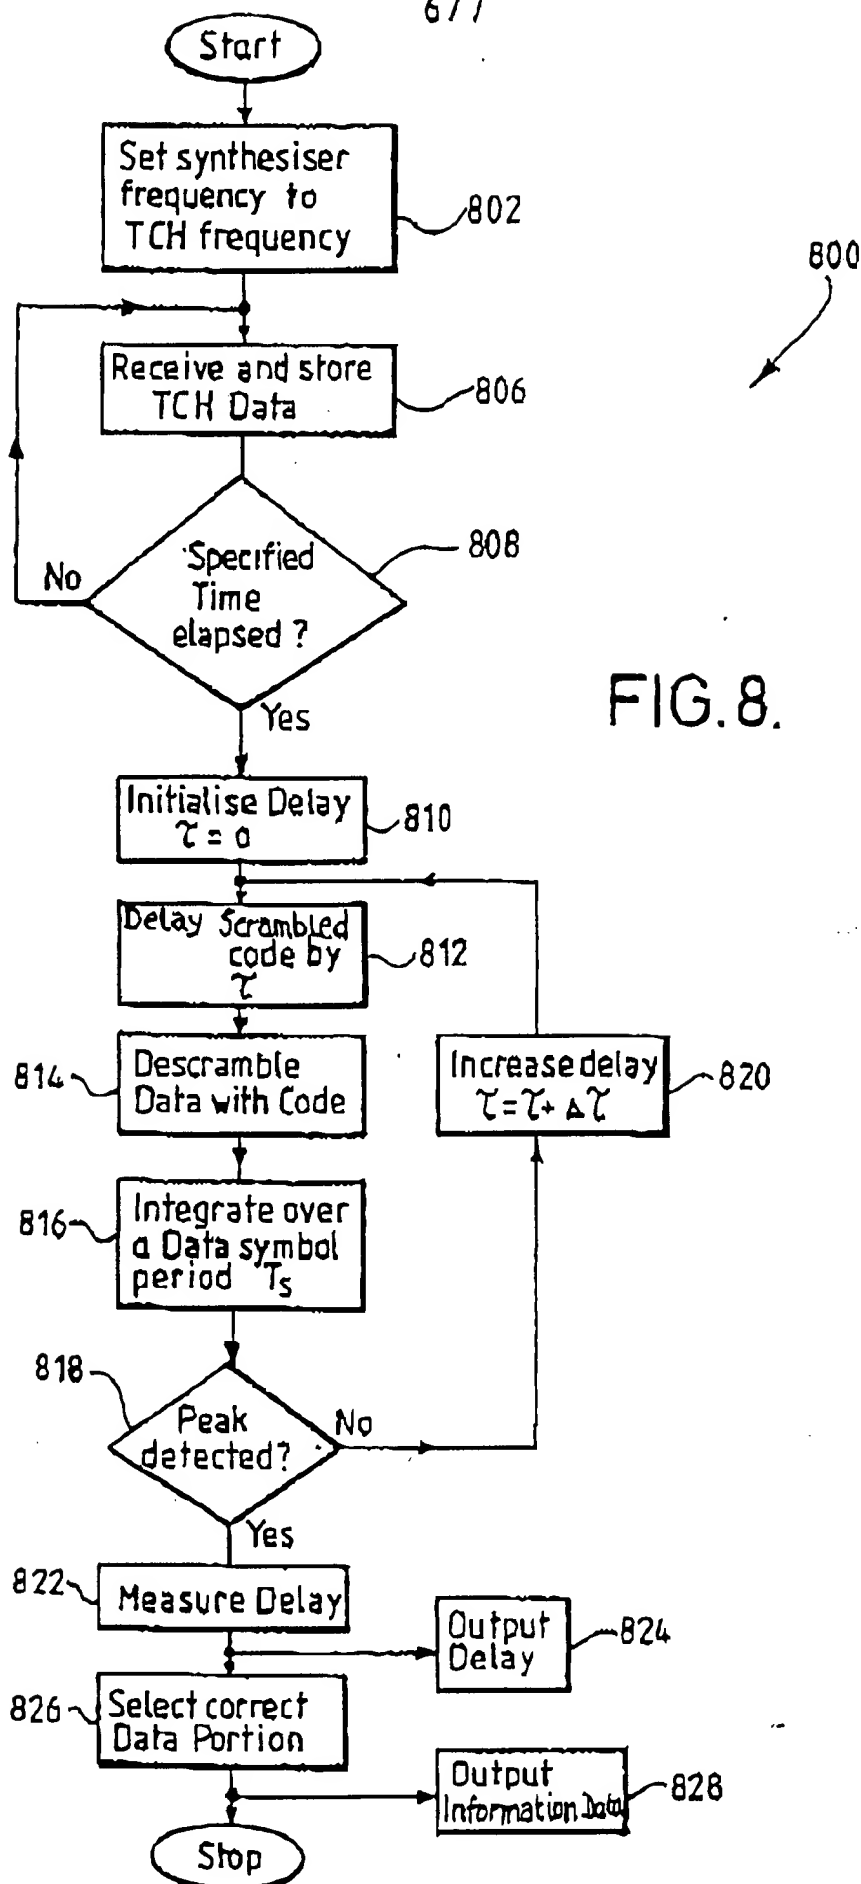 677
Start
Set synthesiser
frequency to
TCH frequency
802
800
Receive and store
TCH Data
806
808
Specified
Time
elapsed ?
No
Yes
FIG. 8.
Initialise Delay
τ = 0
810
Delay Scrambled
code by
τ
812
814
Descramble
Data with Code
Increase delay
τ = τ + Δτ
820
816
Integrate over
a Data symbol
period Ts
818
Peak
detected?
No
Yes
822
Measure Delay
Output
Delay
824
826
Select correct
Data Portion
Output
Information Data
828
Stop